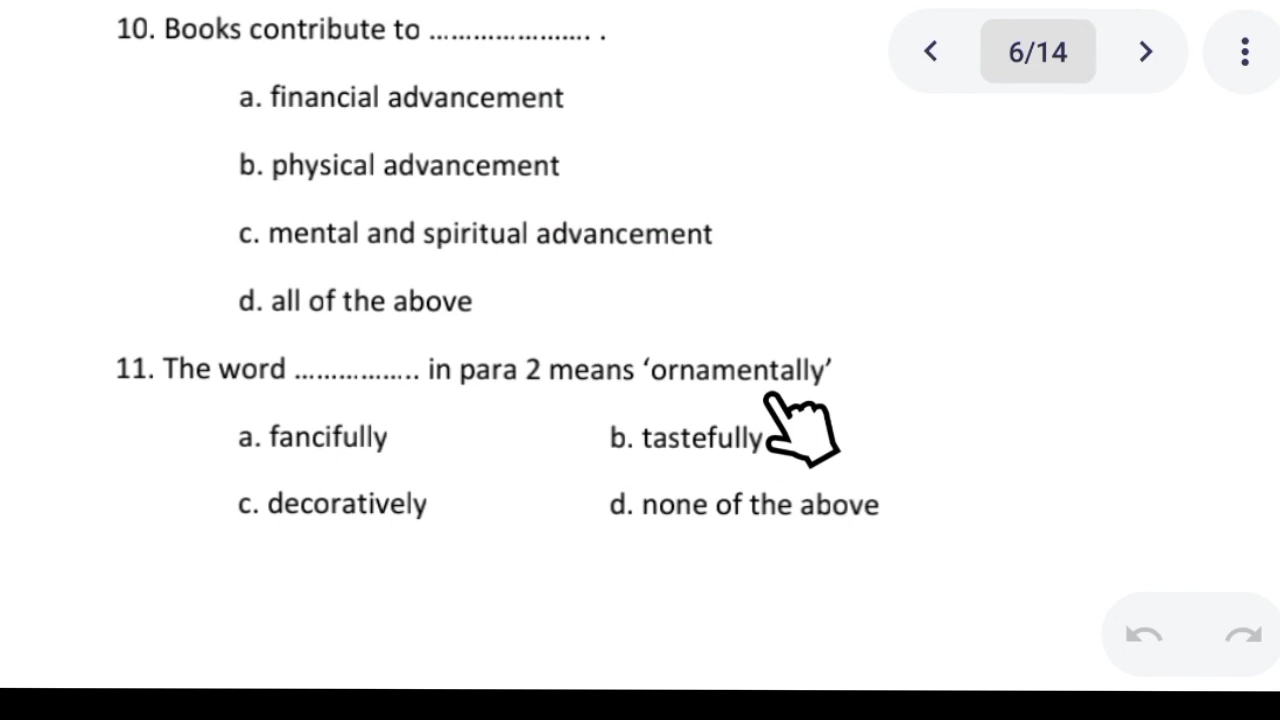 10. Books contribute to ...................... .
6/14
a. financial advancement
b. physical advancement
c. mental and spiritual advancement
d. all of the above
11. The word ................. in para 2 means ‘ornamentally’
a. fancifully b. tastefully
c. decoratively d. none of the above